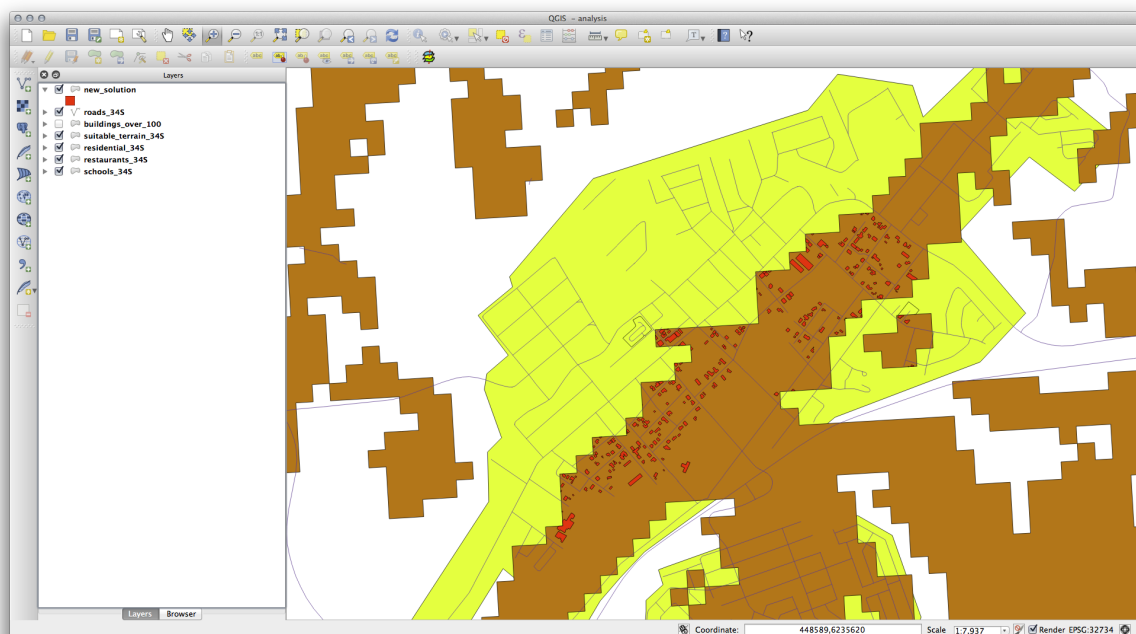 QGIS - analysis
Layers
new_solution
roads_34S
buildings_over_100
suitable_terrain_34S
residential_34S
restaurants_34S
schools_34S
Layers
Browser
Coordinate: 448589,6235620 Scale 1:7,937 Render EPSG:32734